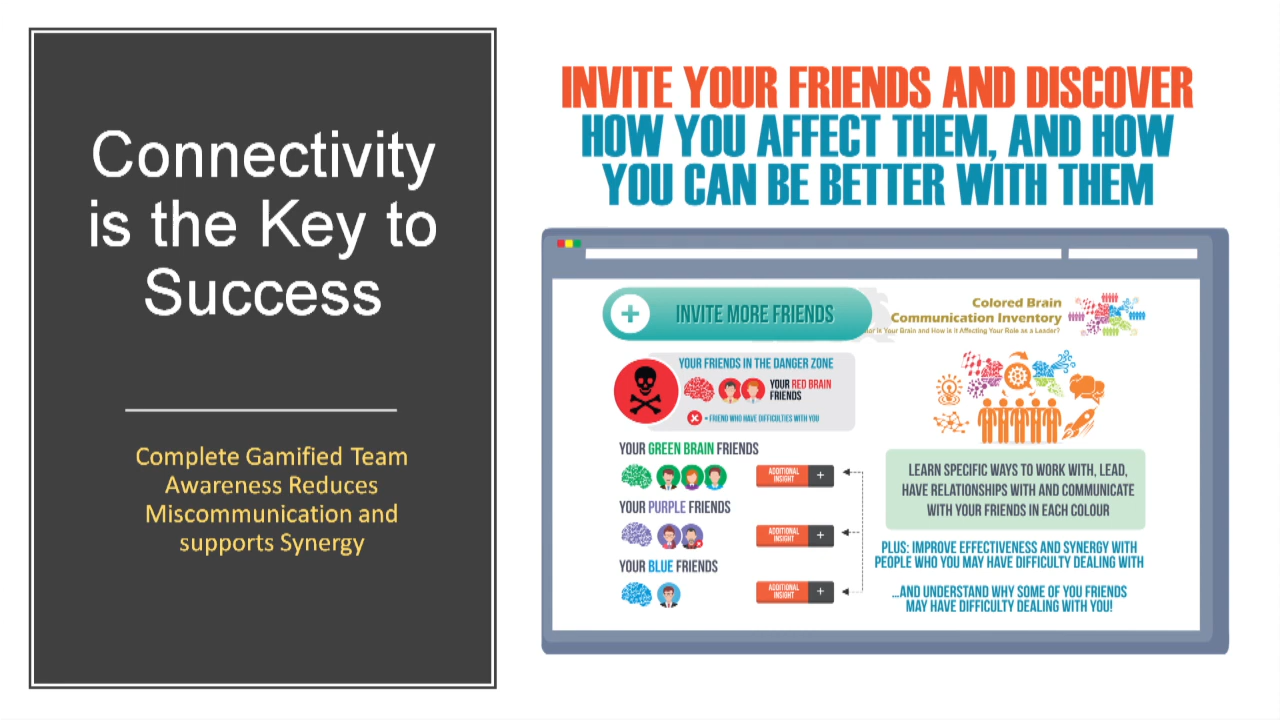 Connectivity
is the Key to
Success
Complete Gamified Team
Awareness Reduces
Miscommunication and
supports Synergy
INVITE YOUR FRIENDS AND DISCOVER
HOW YOU AFFECT THEM, AND HOW
YOU CAN BE BETTER WITH THEM
INVITE MORE FRIENDS
Colored Brain
Communication Inventory
Is Your Brain and How is it Affecting Your Role as a Leader?
YOUR FRIENDS IN THE DANGER ZONE
YOUR RED BRAIN
FRIENDS
= FRIEND WHO HAVE DIFFICULTIES WITH YOU
YOUR GREEN BRAIN FRIENDS
ADDITIONAL
INSIGHT
YOUR PURPLE FRIENDS
ADDITIONAL
INSIGHT
YOUR BLUE FRIENDS
ADDITIONAL
INSIGHT
LEARN SPECIFIC WAYS TO WORK WITH, LEAD,
HAVE RELATIONSHIPS WITH AND COMMUNICATE
WITH YOUR FRIENDS IN EACH COLOUR
PLUS: IMPROVE EFFECTIVENESS AND SYNERGY WITH
PEOPLE WHO YOU MAY HAVE DIFFICULTY DEALING WITH
...AND UNDERSTAND WHY SOME OF YOU FRIENDS
MAY HAVE DIFFICULTY DEALING WITH YOU!